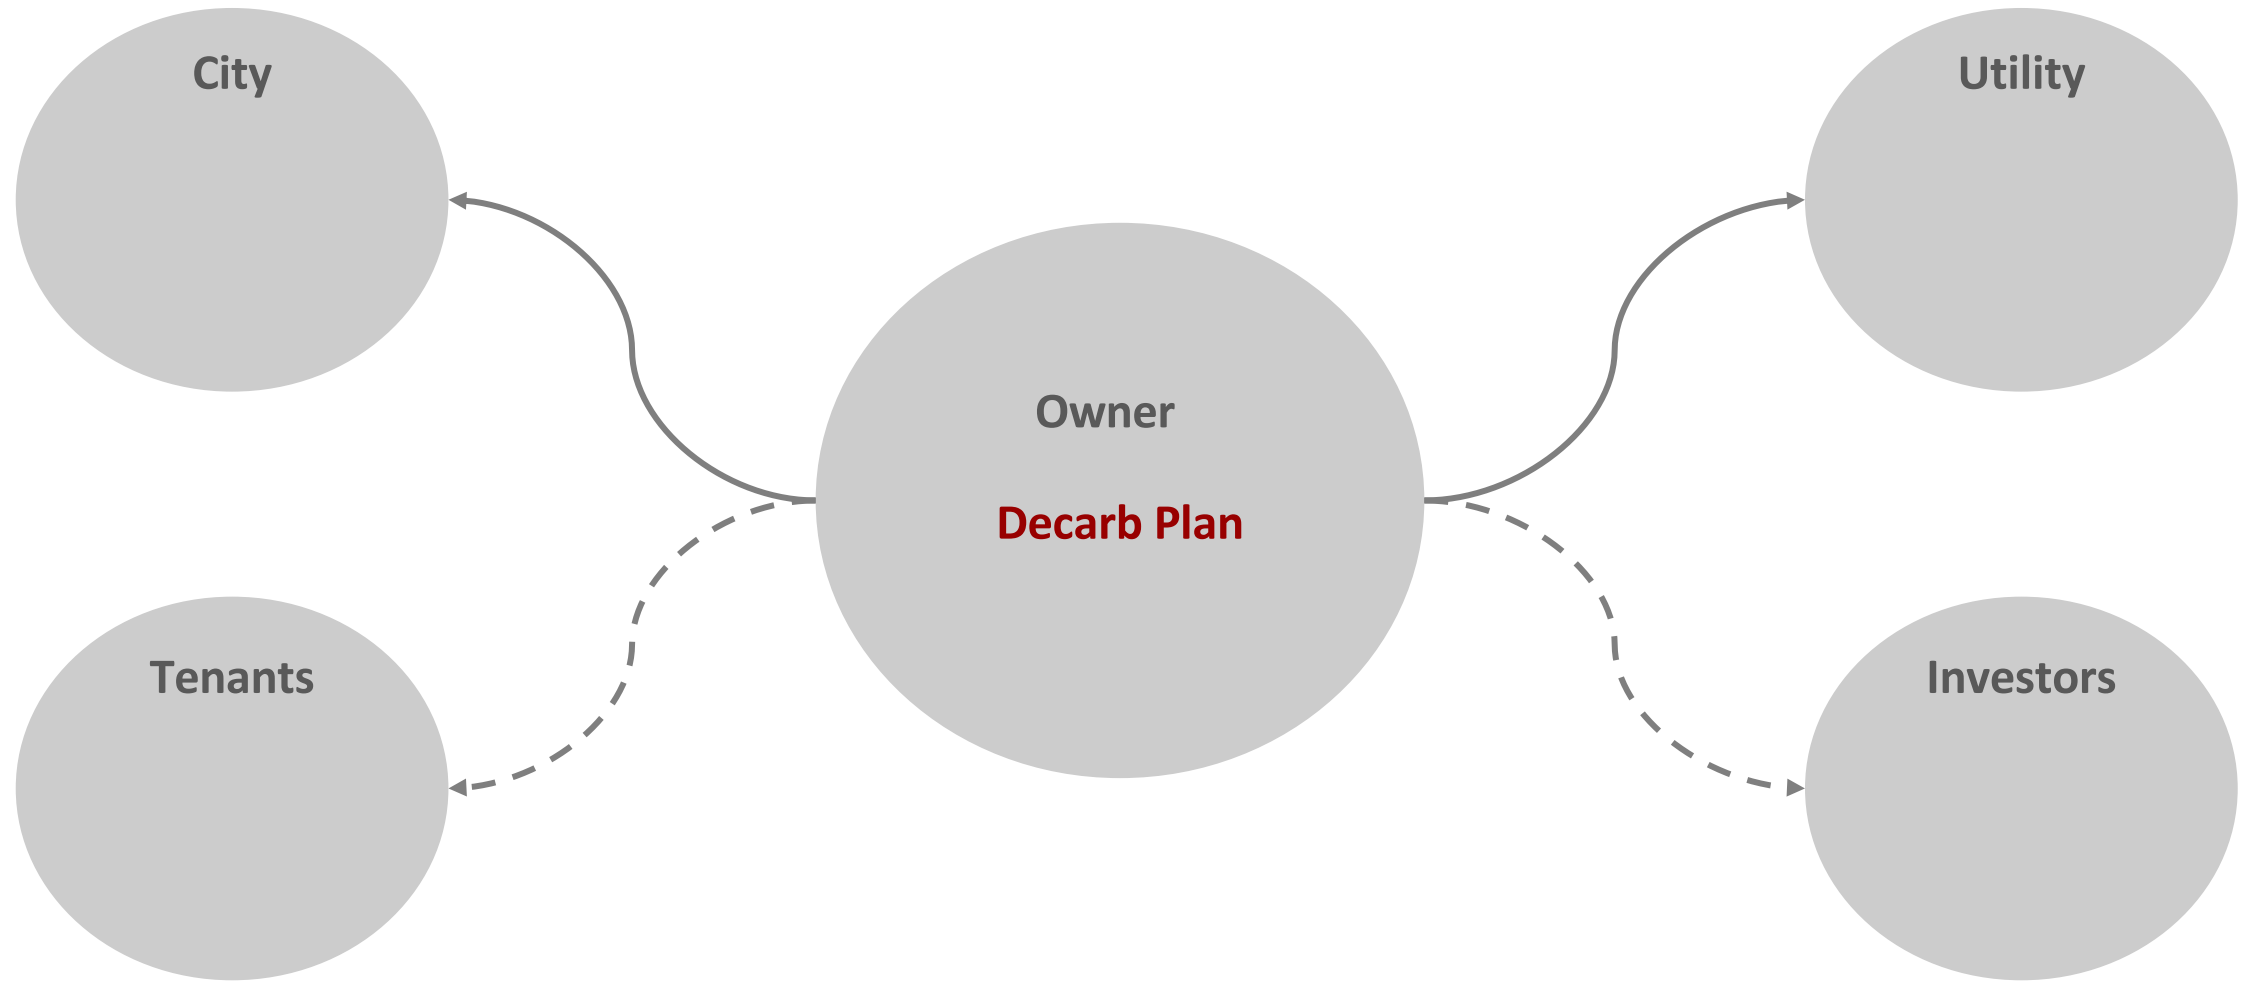 City
Utility
Owner
Decarb Plan
Tenants
Investors